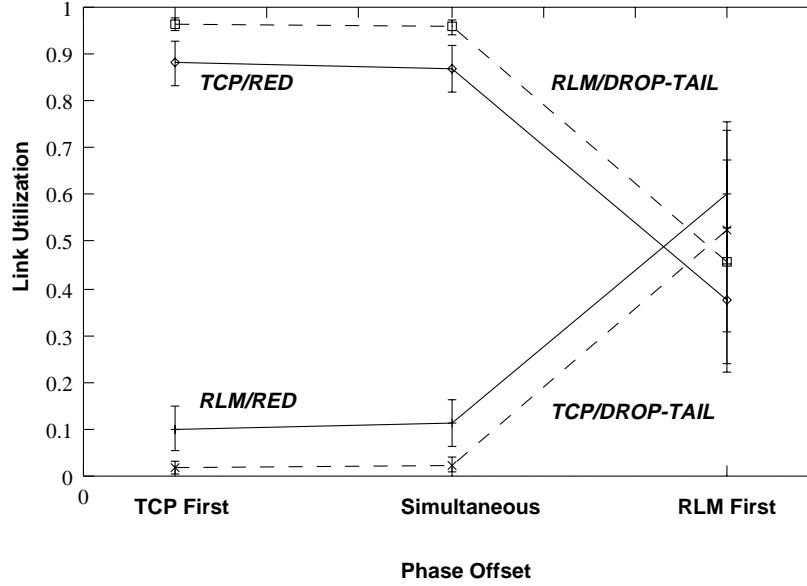 1
0.9
0.8
0.7
0.6
0.5
0.4
0.3
0.2
0.1
0
0
Link Utilization
TCP/RED
RLM/DROP-TAIL
RLM/RED
TCP/DROP-TAIL
TCP First
Simultaneous
RLM First
Phase Offset